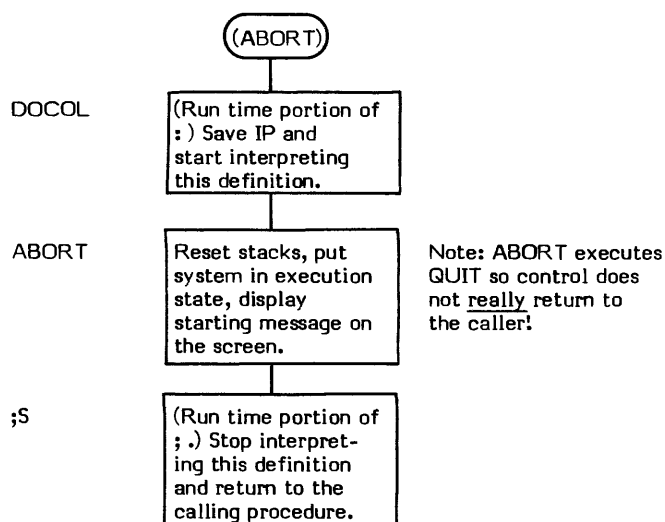 (ABORT)
DOCOL
(Run time portion of
: ) Save IP and
start interpreting
this definition.
ABORT
Reset stacks, put
system in execution
state, display
starting message on
the screen.
Note: ABORT executes
QUIT so control does
not really return to
the caller!
;S
(Run time portion of
; .) Stop interpret-
ing this definition
and return to the
calling procedure.